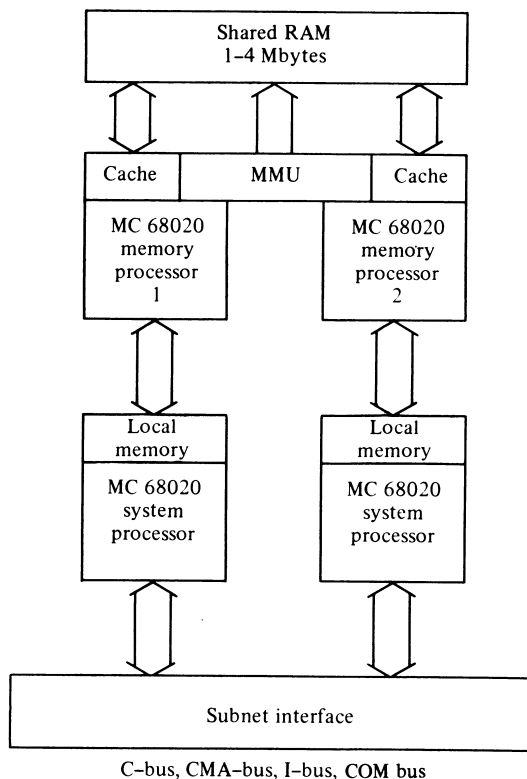 Shared RAM
1–4 Mbytes
Cache
MMU
Cache
MC 68020
memory
processor
1
MC 68020
memory
processor
2
Local
memory
MC 68020
system
processor
Local
memory
MC 68020
system
processor
Subnet interface
C–bus, CMA–bus, I–bus, COM bus